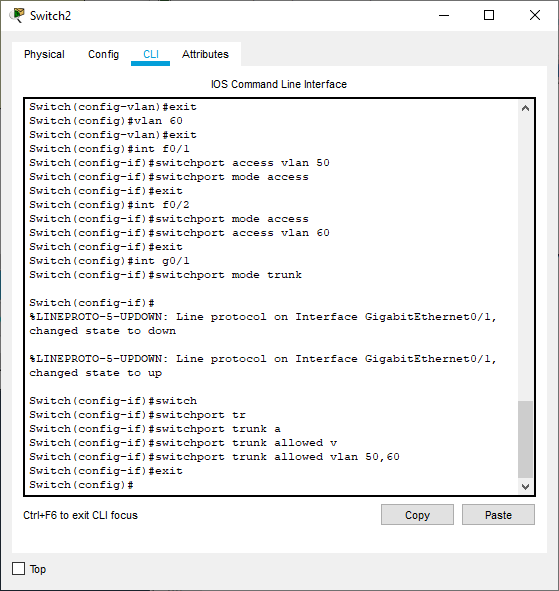 Switch2
Physical Config CLI Attributes
IOS Command Line Interface
Switch(config-vlan)#exit
Switch(config)#vlan 60
Switch(config-vlan)#exit
Switch(config)#int f0/1
Switch(config-if)#switchport access vlan 50
Switch(config-if)#switchport mode access
Switch(config-if)#exit
Switch(config)#int f0/2
Switch(config-if)#switchport mode access
Switch(config-if)#switchport access vlan 60
Switch(config-if)#exit
Switch(config)#int g0/1
Switch(config-if)#switchport mode trunk
Switch(config-if)#
%LINEPROTO-5-UPDOWN: Line protocol on Interface GigabitEthernet0/1,
changed state to down
%LINEPROTO-5-UPDOWN: Line protocol on Interface GigabitEthernet0/1,
changed state to up
Switch(config-if)#switch
Switch(config-if)#switchport tr
Switch(config-if)#switchport trunk a
Switch(config-if)#switchport trunk allowed v
Switch(config-if)#switchport trunk allowed vlan 50,60
Switch(config-if)#exit
Switch(config)#
Ctrl+F6 to exit CLI focus
Copy Paste
Top